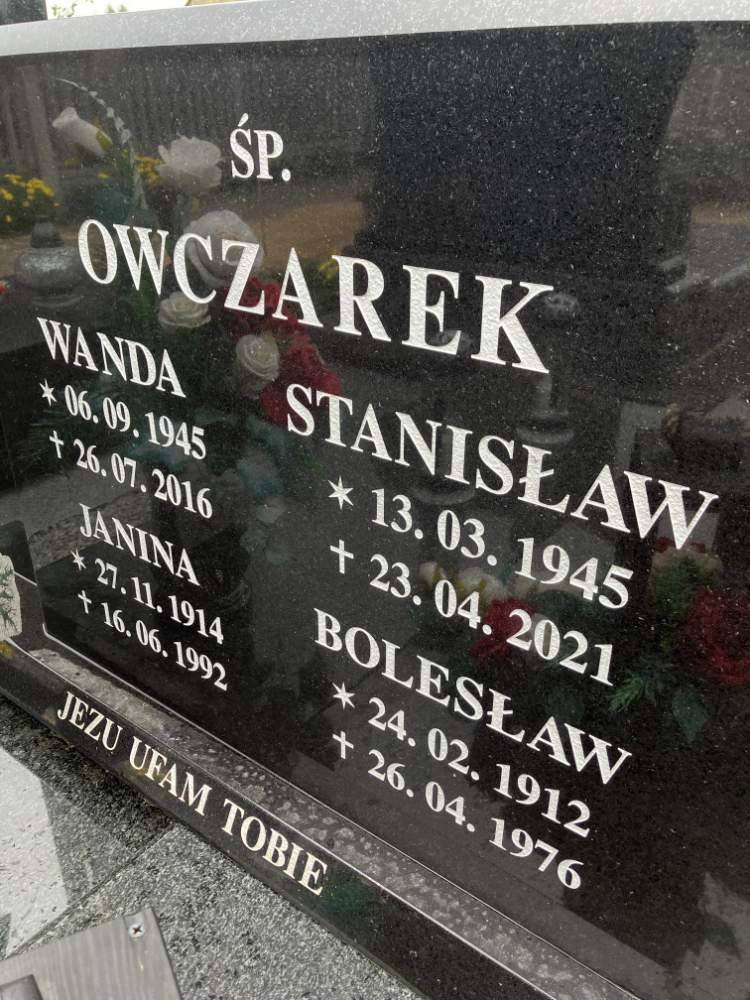 ŚP.
OWCZAREK
WANDA
* 06.09.1945
† 26.07.2016
STANISŁAW
* 13.03.1945
† 23.04.2021
JANINA
* 27.11.1914
† 16.06.1992
BOLESŁAW
* 24.02.1912
† 26.04.1976
JEZU UFAM TOBIE